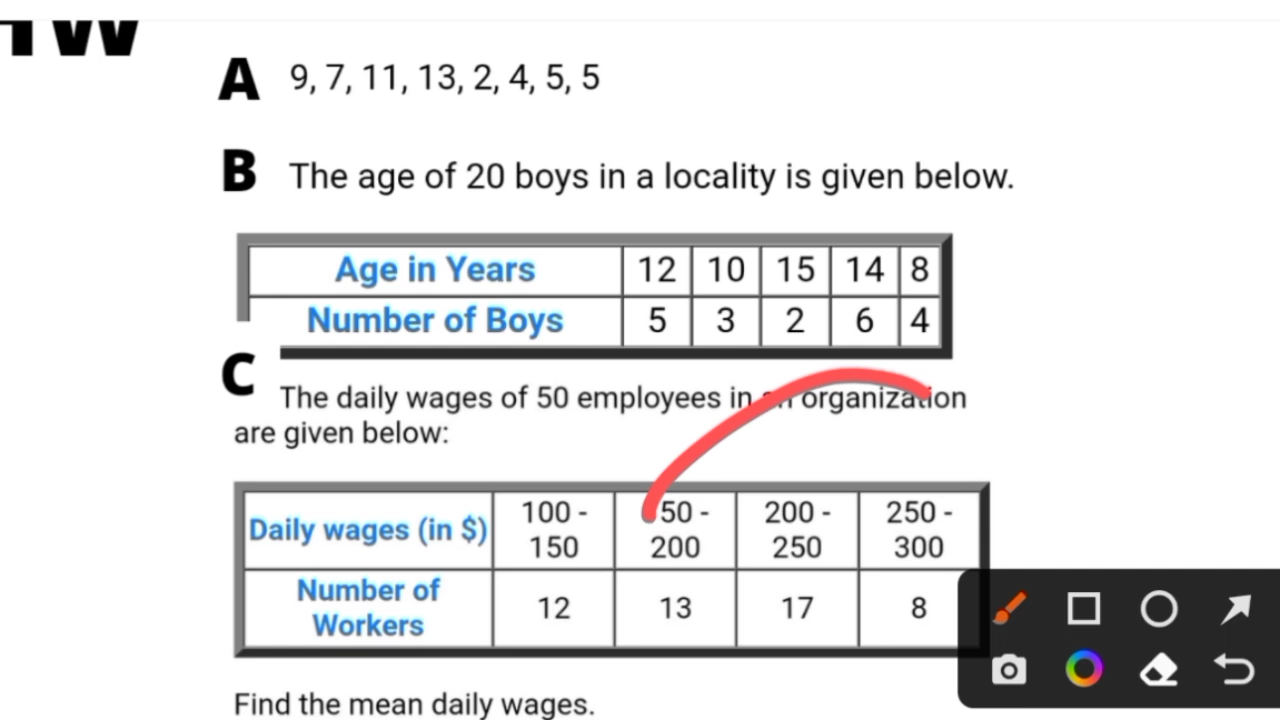 HW
A 9, 7, 11, 13, 2, 4, 5, 5
B The age of 20 boys in a locality is given below.
Age in Years 12 10 15 14 8
Number of Boys 5 3 2 6 4
C
The daily wages of 50 employees in an organization
are given below:
Daily wages (in $) 100 - 150 50 - 200 200 - 250 250 - 300
Number of Workers 12 13 17 8
Find the mean daily wages.